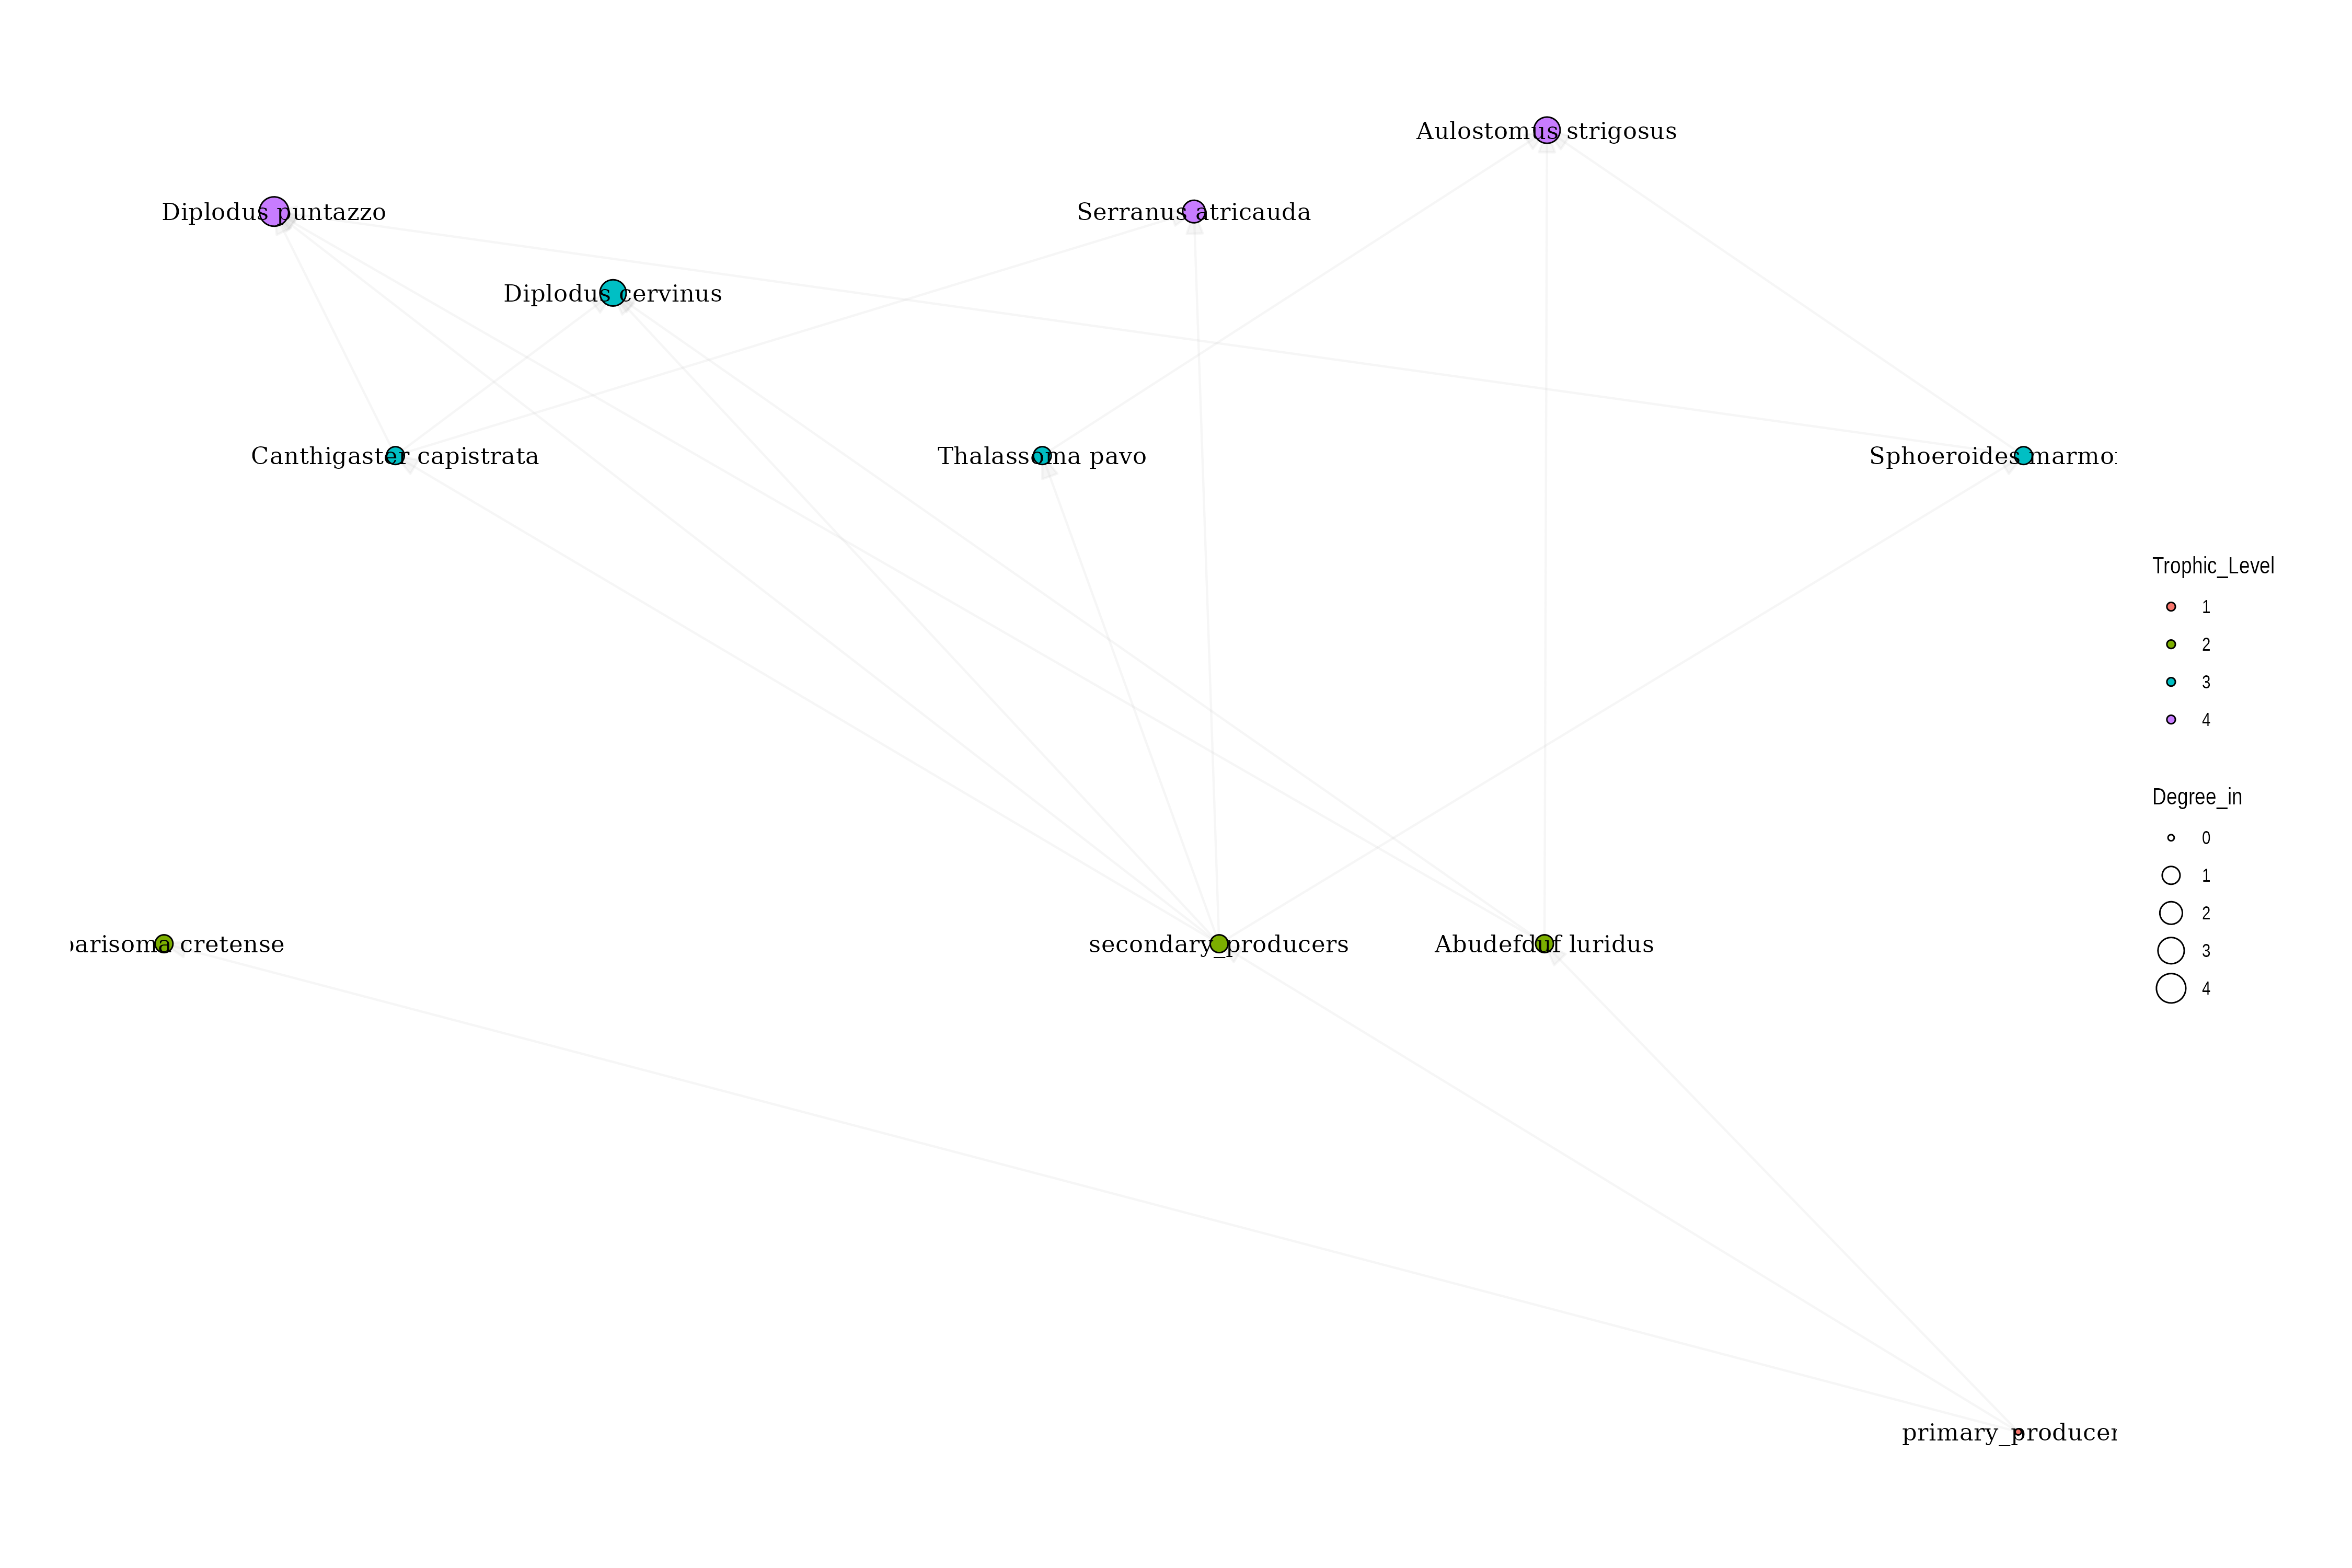 Aulostomus strigosus
Diplodus puntazzo
Serranus atricauda
Diplodus cervinus
Canthigaster capistrata
Thalassoma pavo
Sphoeroides marmo
Trophic_Level
1
2
3
4
Degree_in
0
1
2
3
4
arisoma cretense
secondary_producers
Abudefduf luridus
primary_producer